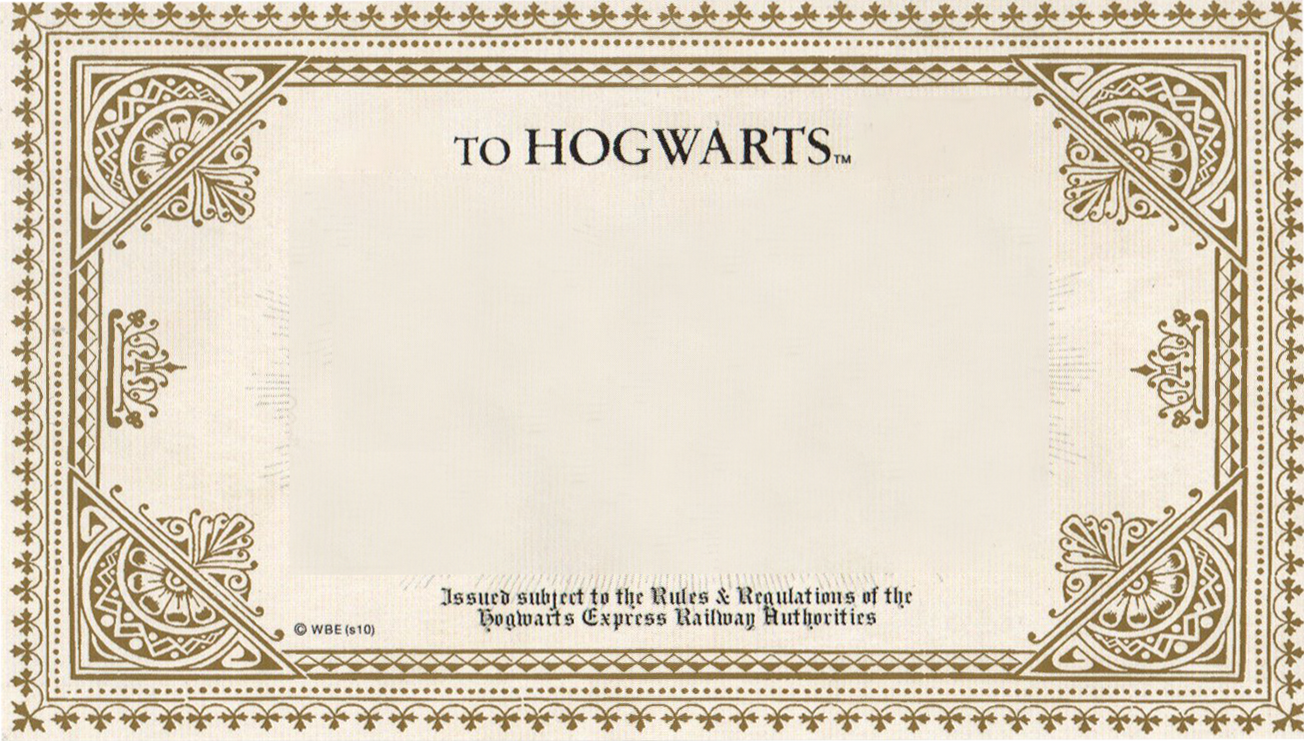 TO HOGWARTS™
Issued subject to the Rules & Regulations of the
Hogwarts Express Railway Authorities
© WBE (s10)